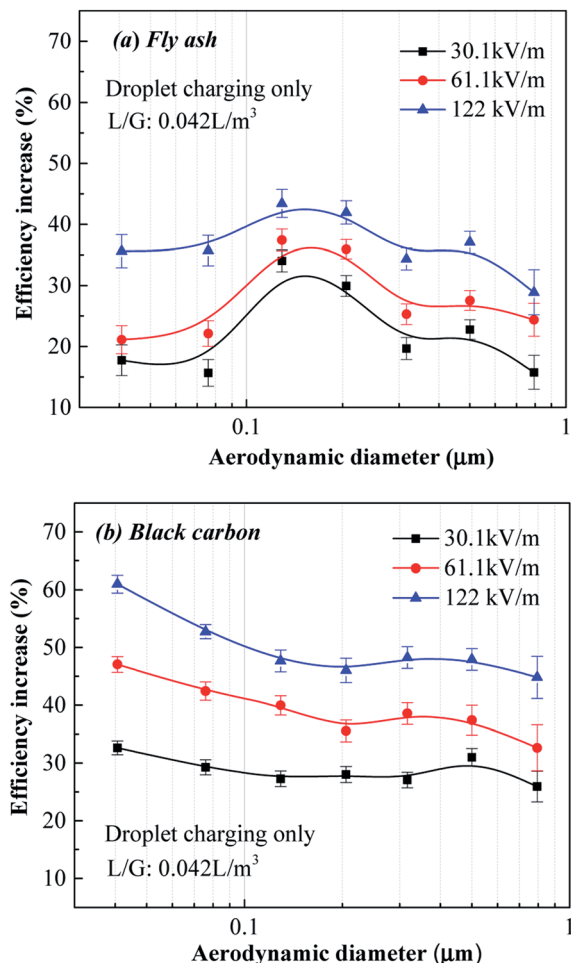 (a) Fly ash
Droplet charging only
L/G: 0.042L/m³
30.1kV/m
61.1kV/m
122 kV/m
Efficiency increase (%)
70
60
50
40
30
20
10
0.1
1
Aerodynamic diameter (μm)
(b) Black carbon
30.1kV/m
61.1kV/m
122 kV/m
Efficiency increase (%)
70
60
50
40
30
20
10
Droplet charging only
L/G: 0.042L/m³
0.1
1
Aerodynamic diameter (μm)